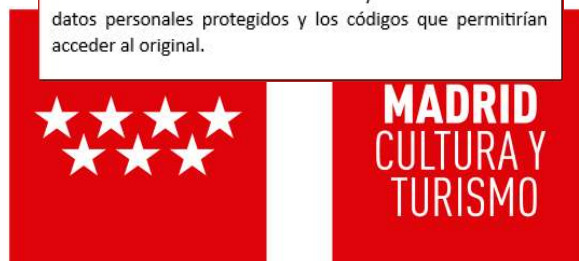 datos personales protegidos y los códigos que permitirían
acceder al original.
MADRID
CULTURA Y
TURISMO